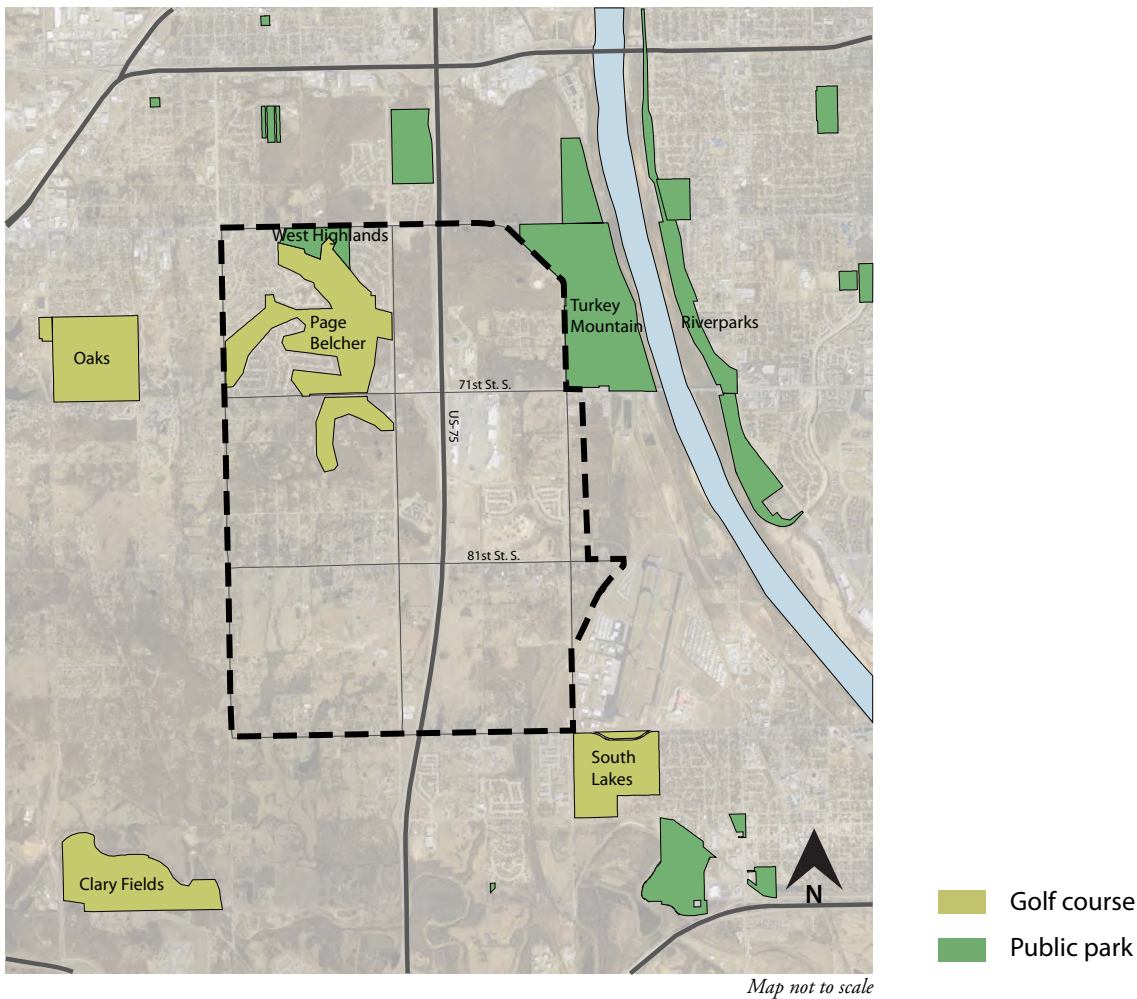 West Highlands
Turkey
Mountain
Riverparks
Page
Belcher
Oaks
71st St. S.
US-75
81st St. S.
South
Lakes
Clary Fields
N
Golf course
Public park
Map not to scale